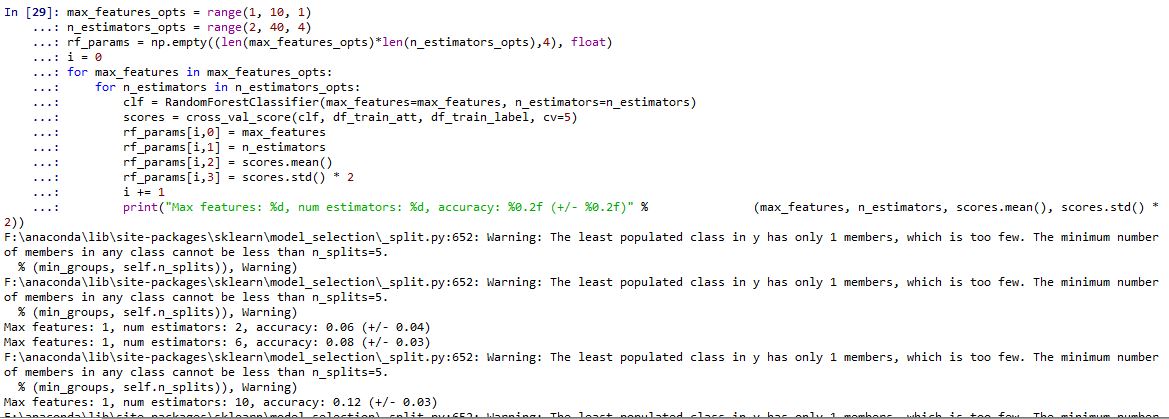 In [29]: max_features_opts = range(1, 10, 1)
...: n_estimators_opts = range(2, 40, 4)
...: rf_params = np.empty((len(max_features_opts)*len(n_estimators_opts),4), float)
...: i = 0
...: for max_features in max_features_opts:
...:     for n_estimators in n_estimators_opts:
...:         clf = RandomForestClassifier(max_features=max_features, n_estimators=n_estimators)
...:         scores = cross_val_score(clf, df_train_att, df_train_label, cv=5)
...:         rf_params[i,0] = max_features
...:         rf_params[i,1] = n_estimators
...:         rf_params[i,2] = scores.mean()
...:         rf_params[i,3] = scores.std() * 2
...:         i += 1
...:         print("Max features: %d, num estimators: %d, accuracy: %0.2f (+/- %0.2f)" %               (max_features, n_estimators, scores.mean(), scores.std() *
2))
F:\anaconda\lib\site-packages\sklearn\model_selection\_split.py:652: Warning: The least populated class in y has only 1 members, which is too few. The minimum number
of members in any class cannot be less than n_splits=5.
  % (min_groups, self.n_splits)), Warning)
F:\anaconda\lib\site-packages\sklearn\model_selection\_split.py:652: Warning: The least populated class in y has only 1 members, which is too few. The minimum number
of members in any class cannot be less than n_splits=5.
  % (min_groups, self.n_splits)), Warning)
Max features: 1, num estimators: 2, accuracy: 0.06 (+/- 0.04)
Max features: 1, num estimators: 6, accuracy: 0.08 (+/- 0.03)
F:\anaconda\lib\site-packages\sklearn\model_selection\_split.py:652: Warning: The least populated class in y has only 1 members, which is too few. The minimum number
of members in any class cannot be less than n_splits=5.
  % (min_groups, self.n_splits)), Warning)
Max features: 1, num estimators: 10, accuracy: 0.12 (+/- 0.03)